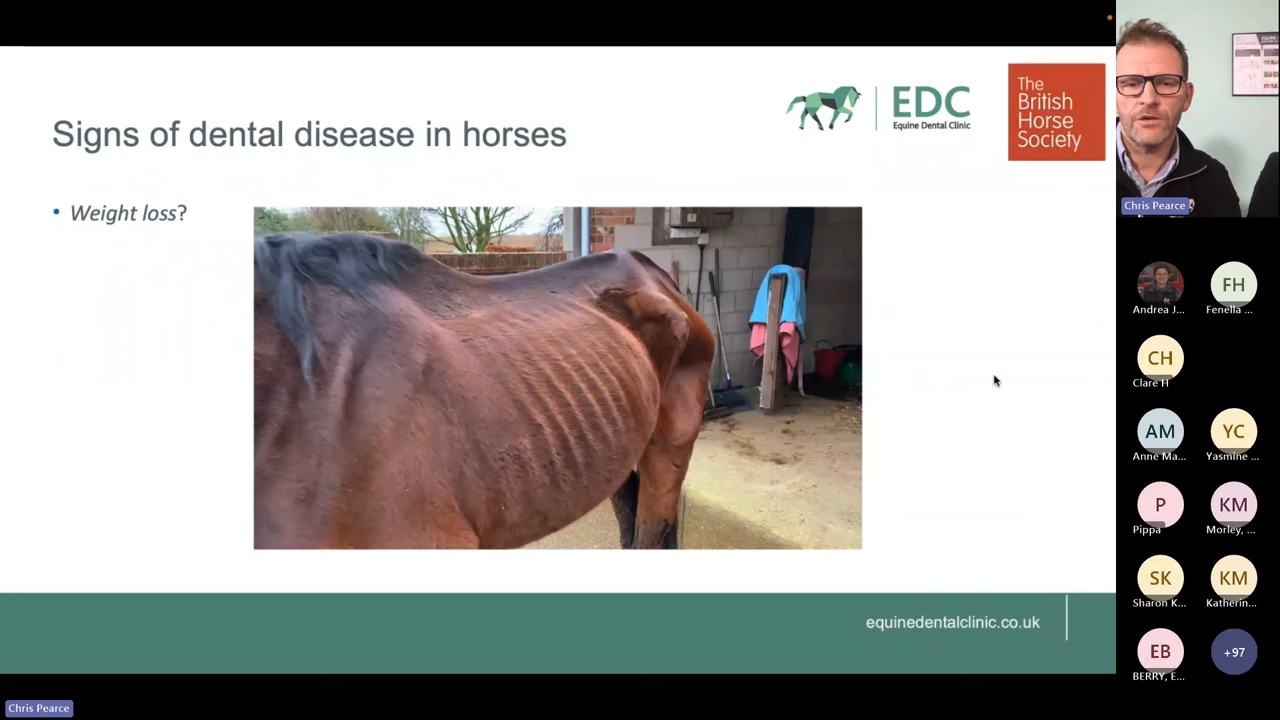 Signs of dental disease in horses
EDC
Equine Dental Clinic
The
British
Horse
Society
• Weight loss?
equinedentalclinic.co.uk
Chris Pearce
Andrea J...
FH
Fenella ...
CH
Clare H
AM
Anne Ma...
YC
Yasmine ...
P
Pippa
KM
Morley, ...
SK
Sharon K...
KM
Katherin...
EB
BERRY, E...
+97
Chris Pearce